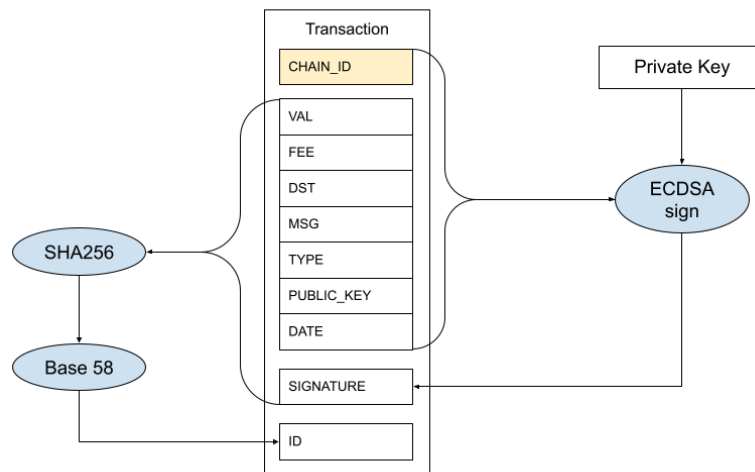 Transaction
CHAIN_ID
Private Key
VAL
FEE
DST
ECDSA
sign
MSG
SHA256
TYPE
PUBLIC_KEY
DATE
Base 58
SIGNATURE
ID